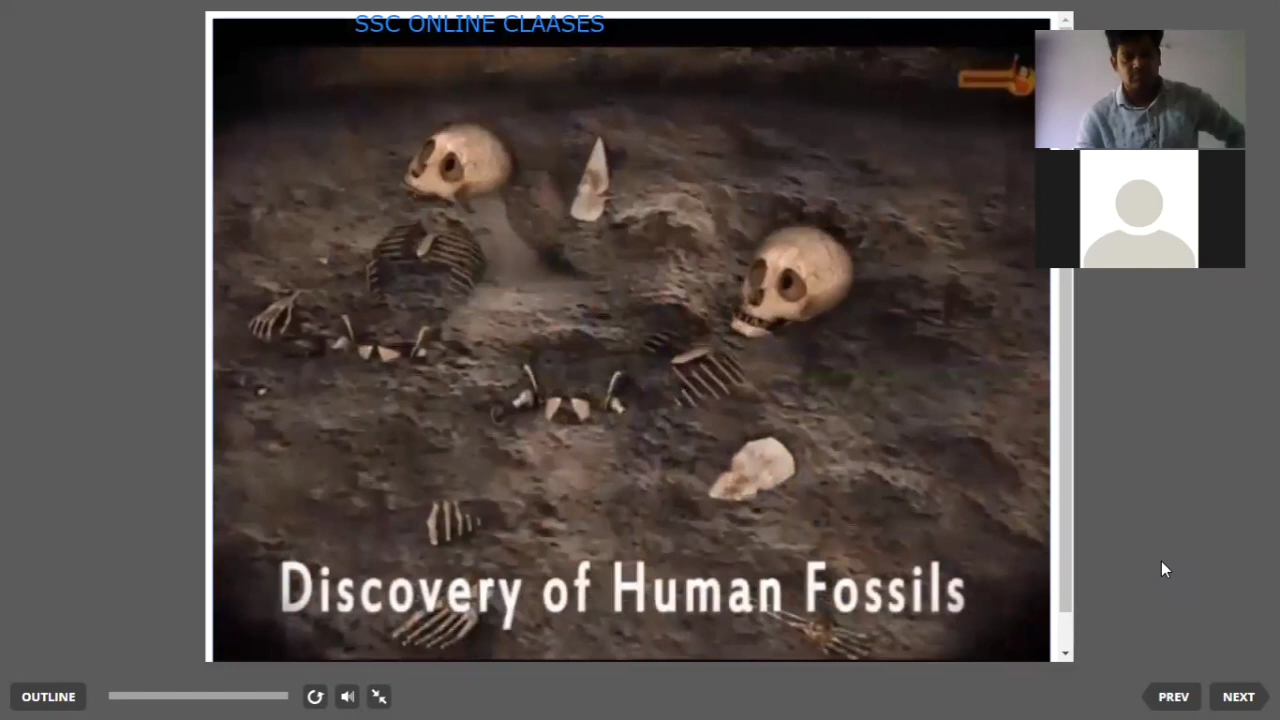 SSC ONLINE CLAASES
Discovery of Human Fossils
OUTLINE
PREV
NEXT